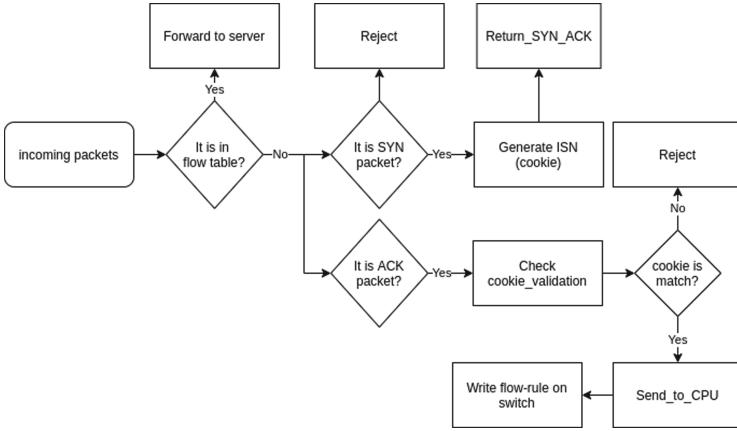 Forward to server
Reject
Return_SYN_ACK
Yes
incoming packets
It is in
flow table?
No
It is SYN
packet?
Yes
Generate ISN
(cookie)
Reject
No
It is ACK
packet?
Yes
Check
cookie_validation
cookie is
match?
Yes
Write flow-rule on
switch
Send_to_CPU